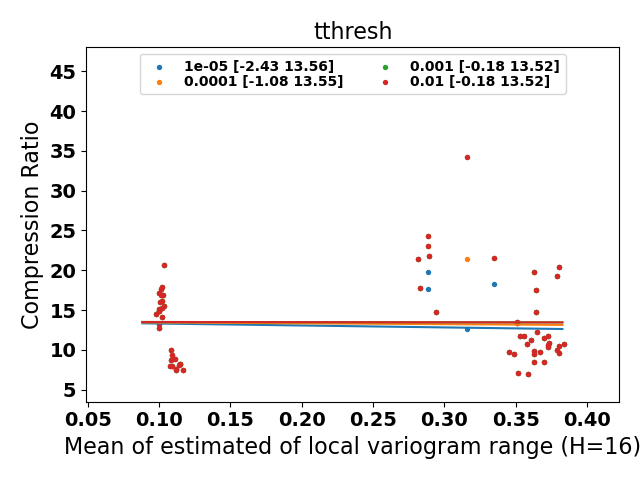 tthresh
1e-05 [-2.43 13.56]
0.0001 [-1.08 13.55]
0.001 [-0.18 13.52]
0.01 [-0.18 13.52]
Compression Ratio
45
40
35
30
25
20
15
10
5
0.05 0.10 0.15 0.20 0.25 0.30 0.35 0.40
Mean of estimated of local variogram range (H=16)